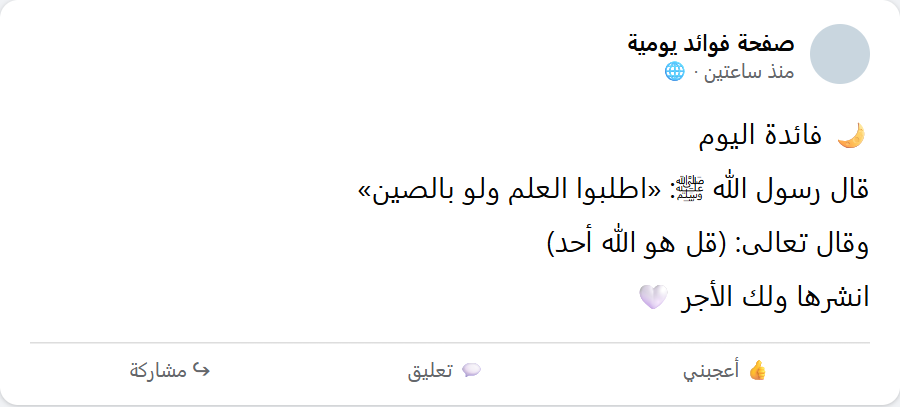 صفحة فوائد يومية
منذ ساعتين · 🌐
🌙 فائدة اليوم
قال رسول الله ﷺ: «اطلبوا العلم ولو بالصين»
وقال تعالى: (قل هو الله أحد)
انشرها ولك الأجر 🤍
👍 أعجبني
💬 تعليق
↪ مشاركة